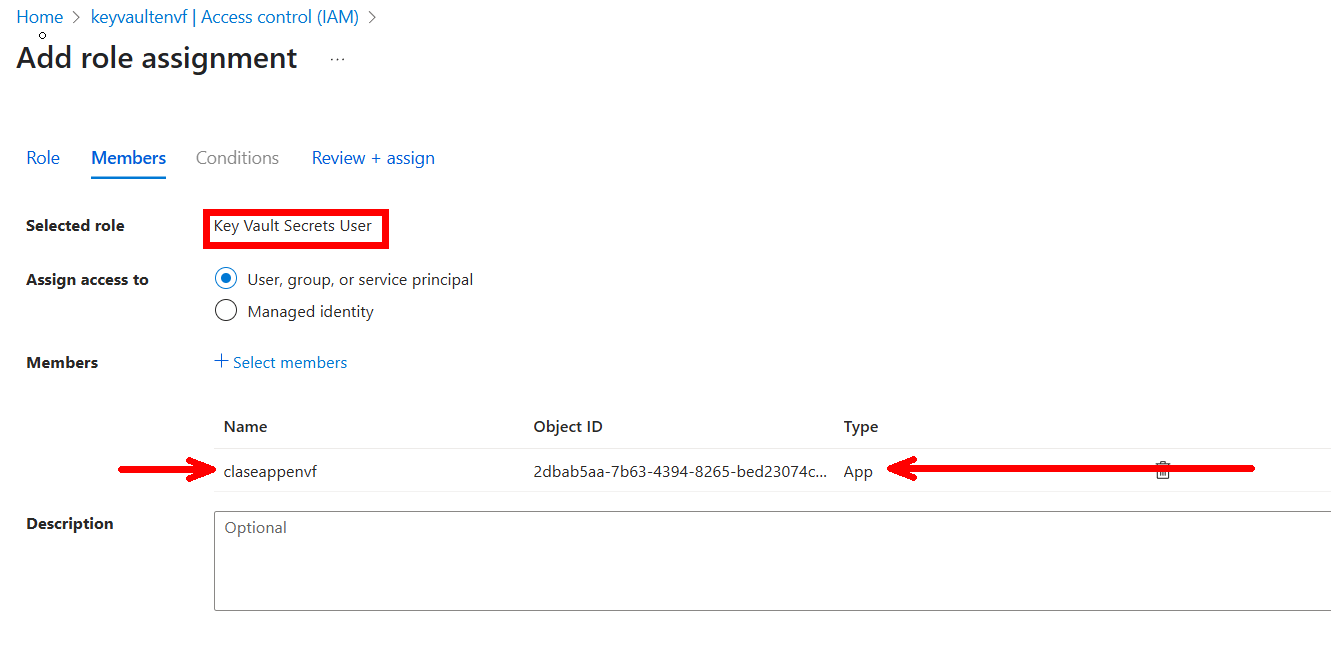 Home > keyvaultenvf | Access control (IAM) >
Add role assignment ...
Role Members Conditions Review + assign
Selected role Key Vault Secrets User
Assign access to User, group, or service principal
Managed identity
Members + Select members
Name Object ID Type
claseappenvf 2dbab5aa-7b63-4394-8265-bed23074c... App
Description Optional